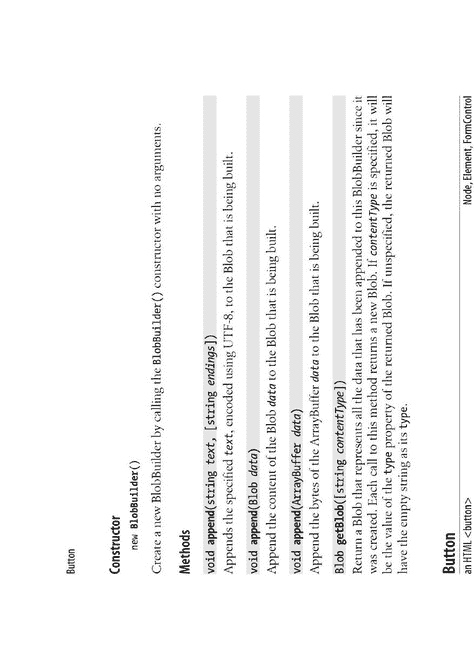 Button
Constructor
new BlobBuilder()
Create a new BlobBuilder by calling the BlobBuilder() constructor with no arguments.
Methods
void append(string text, [string endings])
Appends the specified text, encoded using UTF-8, to the Blob that is being built.
void append(Blob data)
Append the content of the Blob data to the Blob that is being built.
void append(ArrayBuffer data)
Append the bytes of the ArrayBuffer data to the Blob that is being built.
Blob getBlob([string contentType])
Return a Blob that represents all the data that has been appended to this BlobBuilder since it
was created. Each call to this method returns a new Blob. If contentType is specified, it will
be the value of the type property of the returned Blob. If unspecified, the returned Blob will
have the empty string as its type.
Button
an HTML <button> Node, Element, FormControl